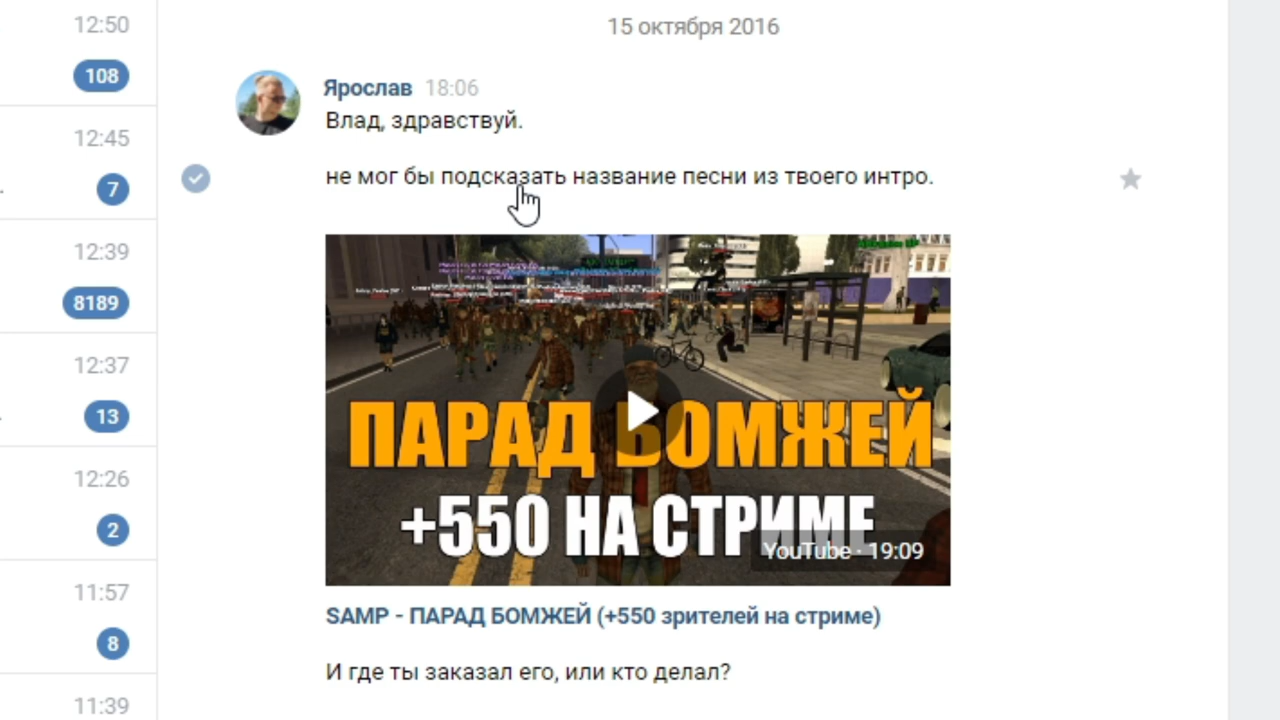 12:50
108
12:45
7
12:39
8189
12:37
13
12:26
2
11:57
8
11:39
15 октября 2016
Ярослав 18:06
Влад, здравствуй.
не мог бы подсказать название песни из твоего интро.
ПАРАД БОМЖЕЙ
+550 НА СТРИМЕ
YouTube · 19:09
SAMP - ПАРАД БОМЖЕЙ (+550 зрителей на стриме)
И где ты заказал его, или кто делал?